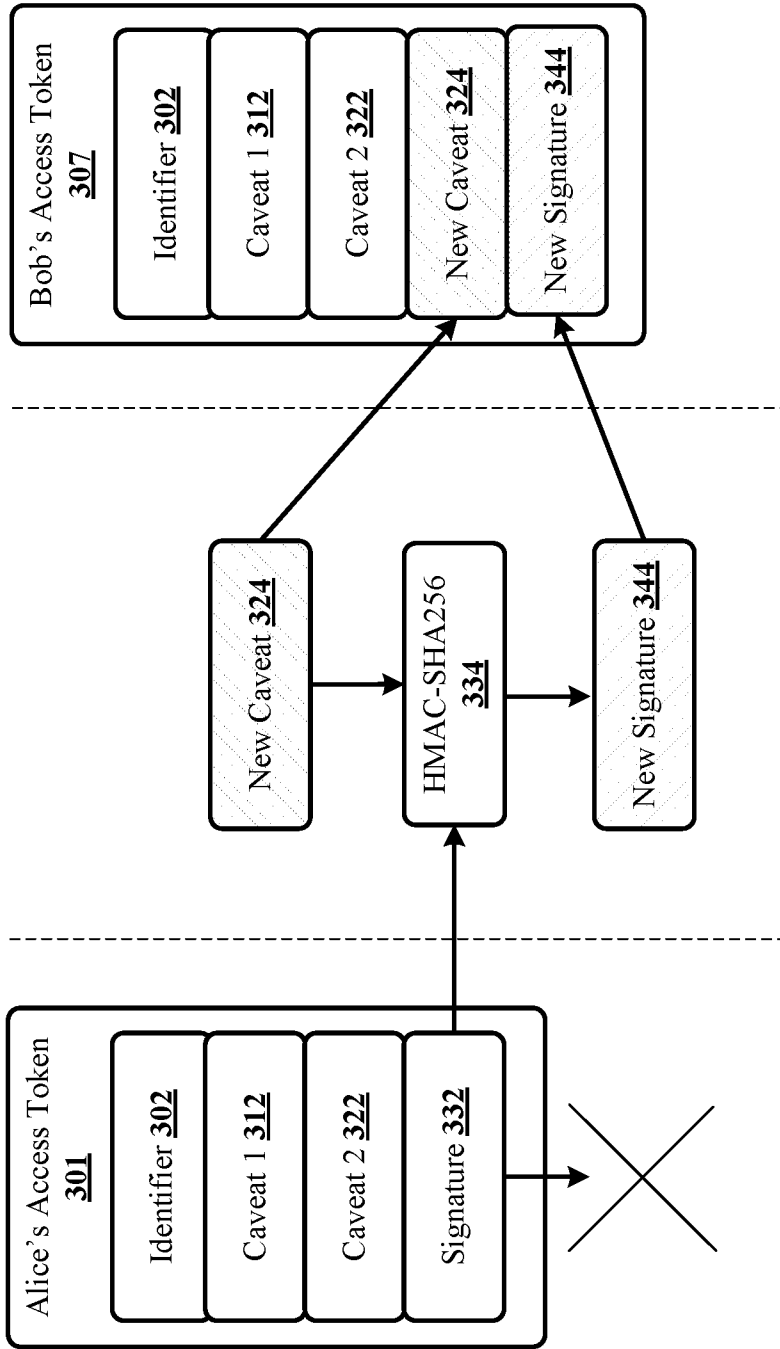 Alice's Access Token
301
Identifier 302
Caveat 1 312
Caveat 2 322
Signature 332
New Caveat 324
HMAC-SHA256
334
New Signature 344
Bob's Access Token
307
Identifier 302
Caveat 1 312
Caveat 2 322
New Caveat 324
New Signature 344